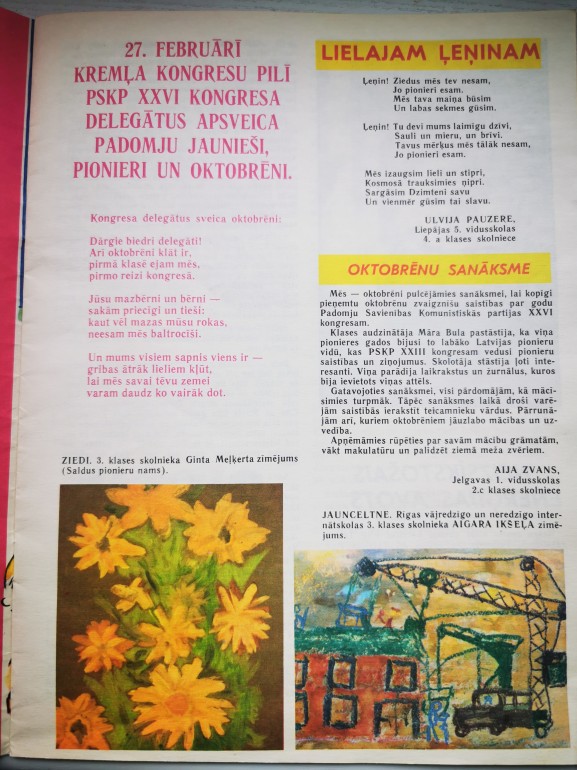 27. FEBRUĀRĪ
KREMĻA KONGRESU PILĪ
PSKP XXVI KONGRESA
DELEGĀTUS APSVEICA
PADOMJU JAUNIEŠI,
PIONIERI UN OKTOBRĒNI.
Kongresa delegātus sveica oktobrēni:
Dārgie biedri delegāti!
Arī oktobrēni klāt ir,
pirmā klasē ejam mēs,
pirmo reizi kongresā.
Jūsu mazbērni un bērni —
sakām priecīgi un tieši:
kaut vēl mazas mūsu rokas,
neesam mēs baltročīši.
Un mums visiem sapnis viens ir —
gribas ātrāk lieliem kļūt,
lai mēs savai tēvu zemei
varam daudz ko vairāk dot.
ZIEDI. 3. klases skolnieka Ginta Meļķerta zīmējums
(Saldus pionieru nams).
LIELAJAM ĻEŅINAM
Ļeņin! Ziedus mēs tev nesam,
Jo pionieri esam.
Mēs tava maiņa būsim
Un labas sekmes gūsim.
Ļeņin! Tu devi mums laimīgu dzīvi,
Sauli un mieru, un brīvi.
Tavus mērķus mēs tālāk nesam,
Jo pionieri esam.
Mēs izaugsim lieli un stipri,
Kosmosā trauksimies ņipri.
Sargāsim Dzimteni savu
Un vienmēr gūsim tai slavu.
ULVIJA PAUZERE,
Liepājas 5. vidusskolas
4. a klases skolniece
OKTOBRĒNU SANĀKSME
Mēs — oktobrēni pulcējāmies sanāksmei, lai kopīgi
pieņemtu oktobrēnu zvaigznīšu saistības par godu
Padomju Savienības Komunistiskās partijas XXVI
kongresam.
Klases audzinātāja Māra Bula pastāstīja, ka viņa
pionieres gados bijusi to labāko Latvijas pionieru
vidū, kas PSKP XXIII kongresam vedusi pionieru
saistības un ziņojumus. Skolotāja stāstīja ļoti inte-
resanti. Viņa parādīja laikrakstus un žurnālus, kuros
bija ievietots viņas attēls.
Gatavojoties sanāksmei, visi pārdomājām, kā mācī-
simies turpmāk. Tāpēc sanāksmes laikā droši varē-
jām saistībās ierakstīt teicamnieku vārdus. Pārrunā-
jām arī, kuriem oktobrēniem jāuzlabo mācības un uz-
vedība.
Apņēmāmies rūpēties par savām mācību grāmatām,
vākt makulatūru un palīdzēt ziemā meža zvēriem.
AIJA ZVANS,
Jelgavas 1. vidusskolas
2.c klases skolniece
JAUNCELTNE. Rīgas vājredzīgo un neredzīgo inter-
nātskolas 3. klases skolnieka AIGARA IKŠEĻA zīmē-
jums.